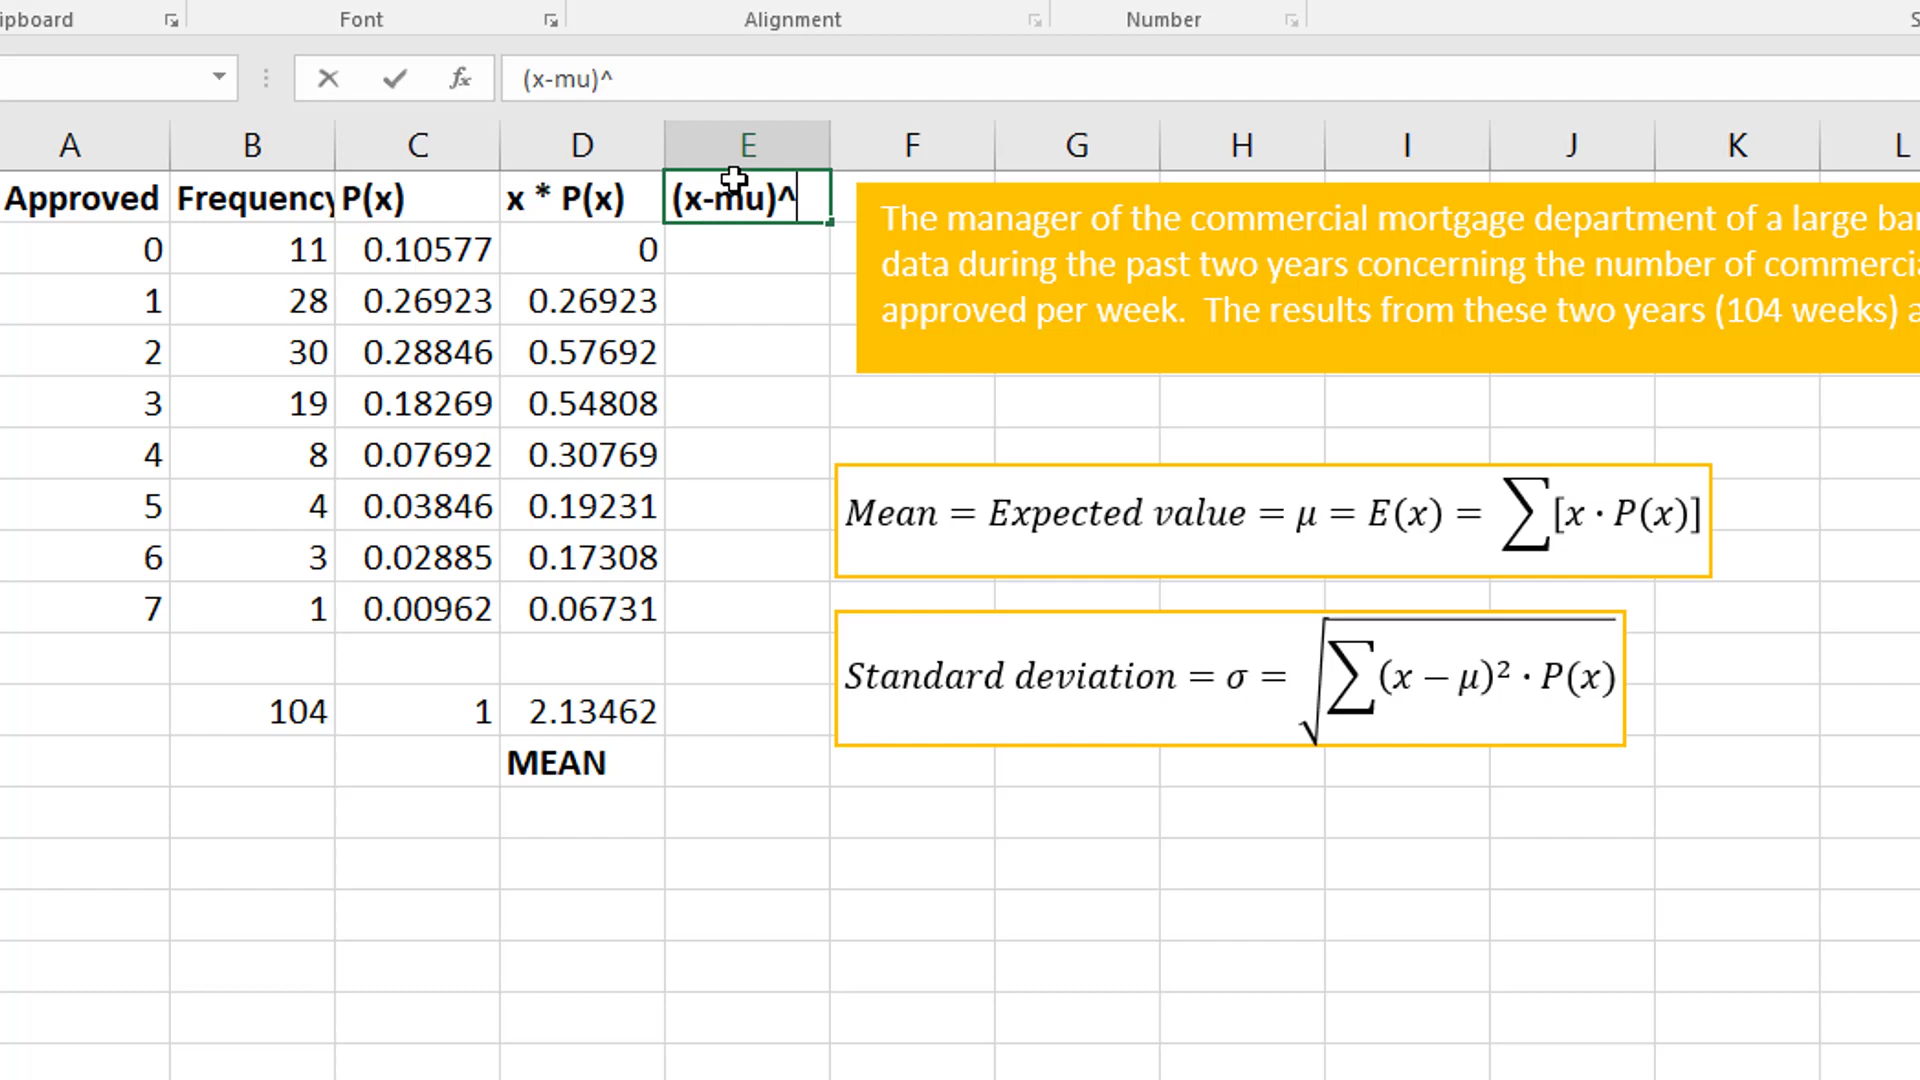 ipboard Font Alignment Number S
fx (x-mu)^
A B C D E F G H I J K L
Approved Frequency P(x) x * P(x) (x-mu)^
0 11 0.10577 0
1 28 0.26923 0.26923
2 30 0.28846 0.57692
3 19 0.18269 0.54808
4 8 0.07692 0.30769
5 4 0.03846 0.19231
6 3 0.02885 0.17308
7 1 0.00962 0.06731
104 1 2.13462
MEAN
The manager of the commercial mortgage department of a large ba
data during the past two years concerning the number of commerci
approved per week. The results from these two years (104 weeks) a
Mean = Expected value = μ = E(x) = ∑[x · P(x)]
Standard deviation = σ = √∑(x − μ)² · P(x)